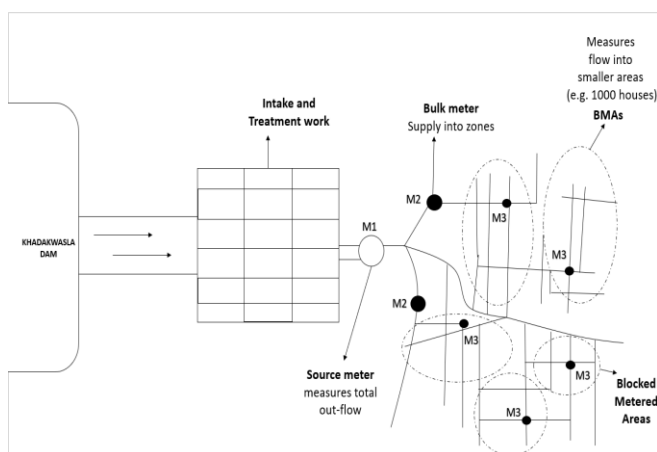 Measures
flow into
smaller areas
(e.g. 1000 houses)
BMAs
Intake and
Treatment work
Bulk meter
Supply into zones
M1
M2
M3
M3
KHADAKWASLA
DAM
M2
M3
M3
M3
Source meter
measures total
out-flow
Blocked
Metered
Areas